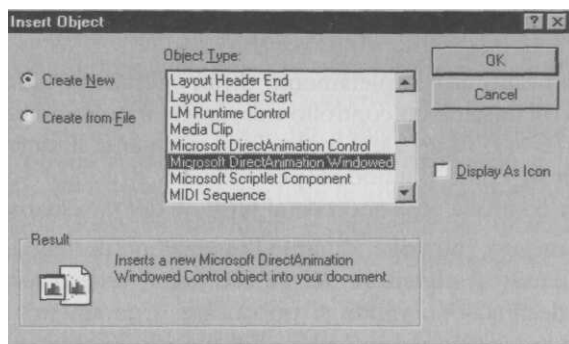 Insert Object
Object Type:
Create New
Create from File
Layout Header End
Layout Header Start
LM Runtime Control
Media Clip
Microsoft DirectAnimation Control
Microsoft DirectAnimation Windowed
Microsoft Scriptlet Component
MIDI Sequence
OK
Cancel
Display As Icon
Result
Inserts a new Microsoft DirectAnimation
Windowed Control object into your document